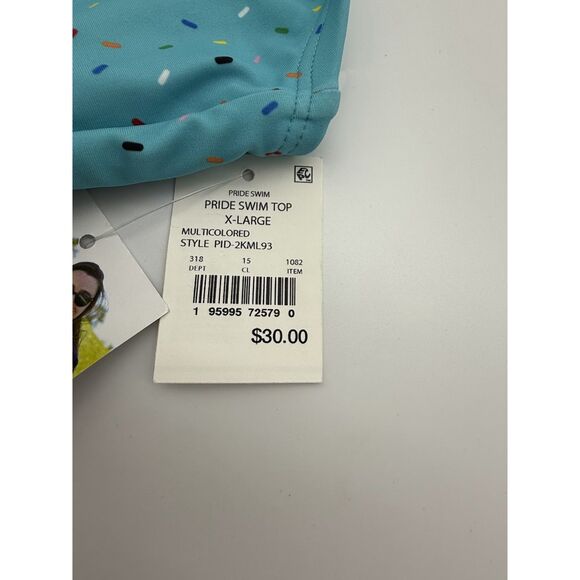 PRIDE SWIM
PRIDE SWIM TOP
X-LARGE
MULTICOLORED
STYLE PID-2KML93
318 15 1082
DEPT CL ITEM
1 95995 72579 0
$30.00